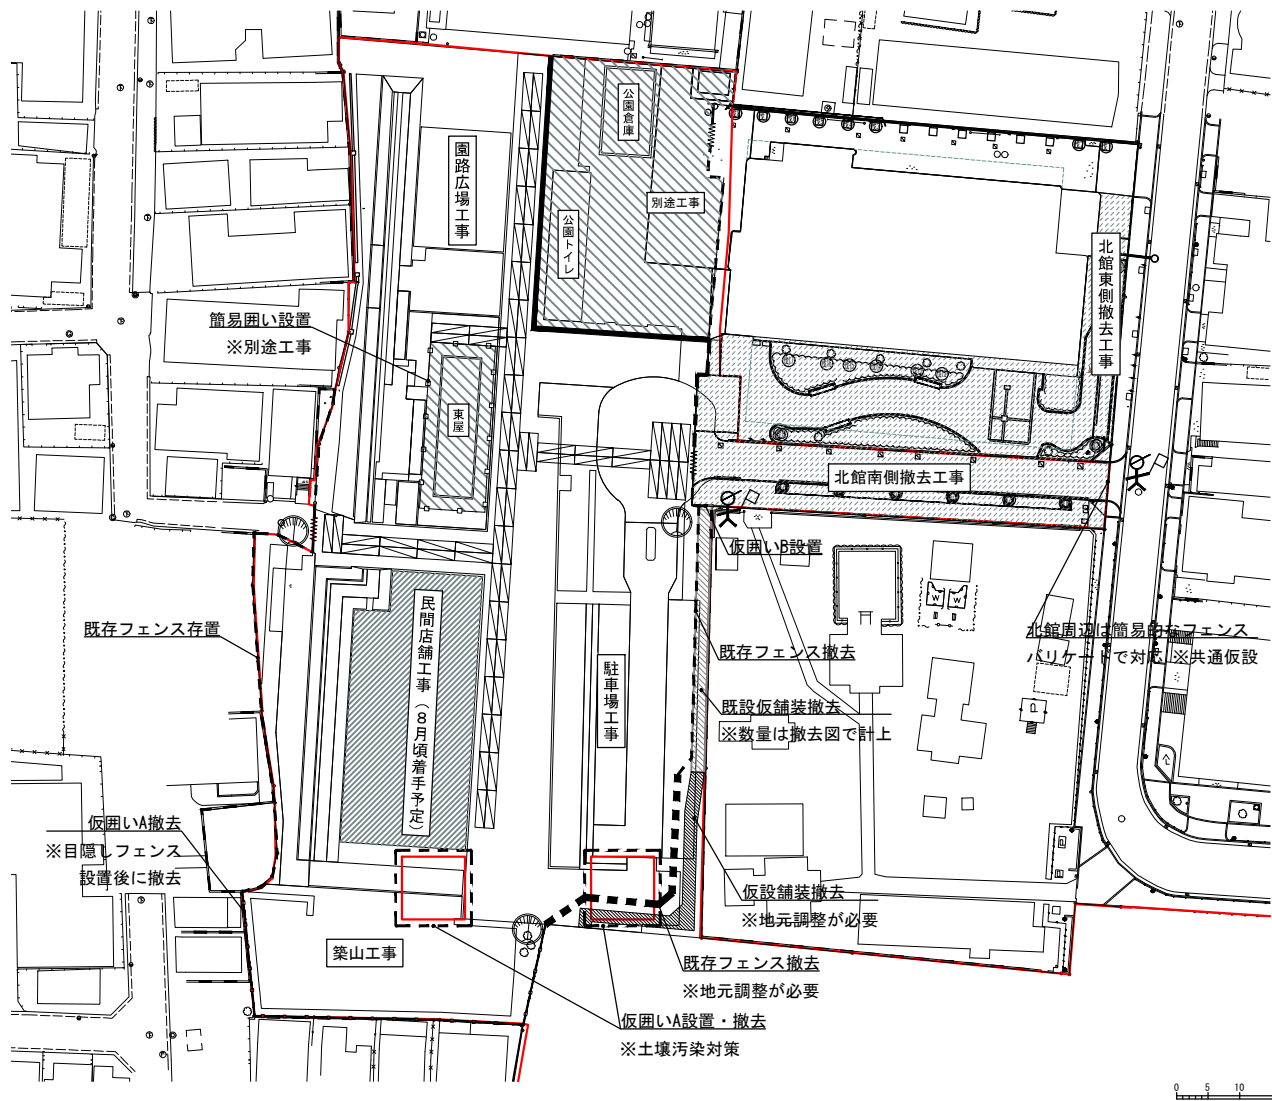 公園倉庫
園路広場工事
別途工事
公園トイレ
北館東側撤去工事
簡易囲い設置
※別途工事
東屋
北館南側撤去工事
仮囲いB設置
既存フェンス存置
北館周辺は簡易的なフェンス
バリケードで対応 ※共通仮設
既存フェンス撤去
民間店舗工事(8月頃着手予定)
駐車場工事
既設仮舗装撤去
※数量は撤去図で計上
W
W
P
仮囲いA撤去
※目隠しフェンス
設置後に撤去
仮設舗装撤去
※地元調整が必要
築山工事
既存フェンス撤去
※地元調整が必要
仮囲いA設置・撤去
※土壌汚染対策
0 5 10